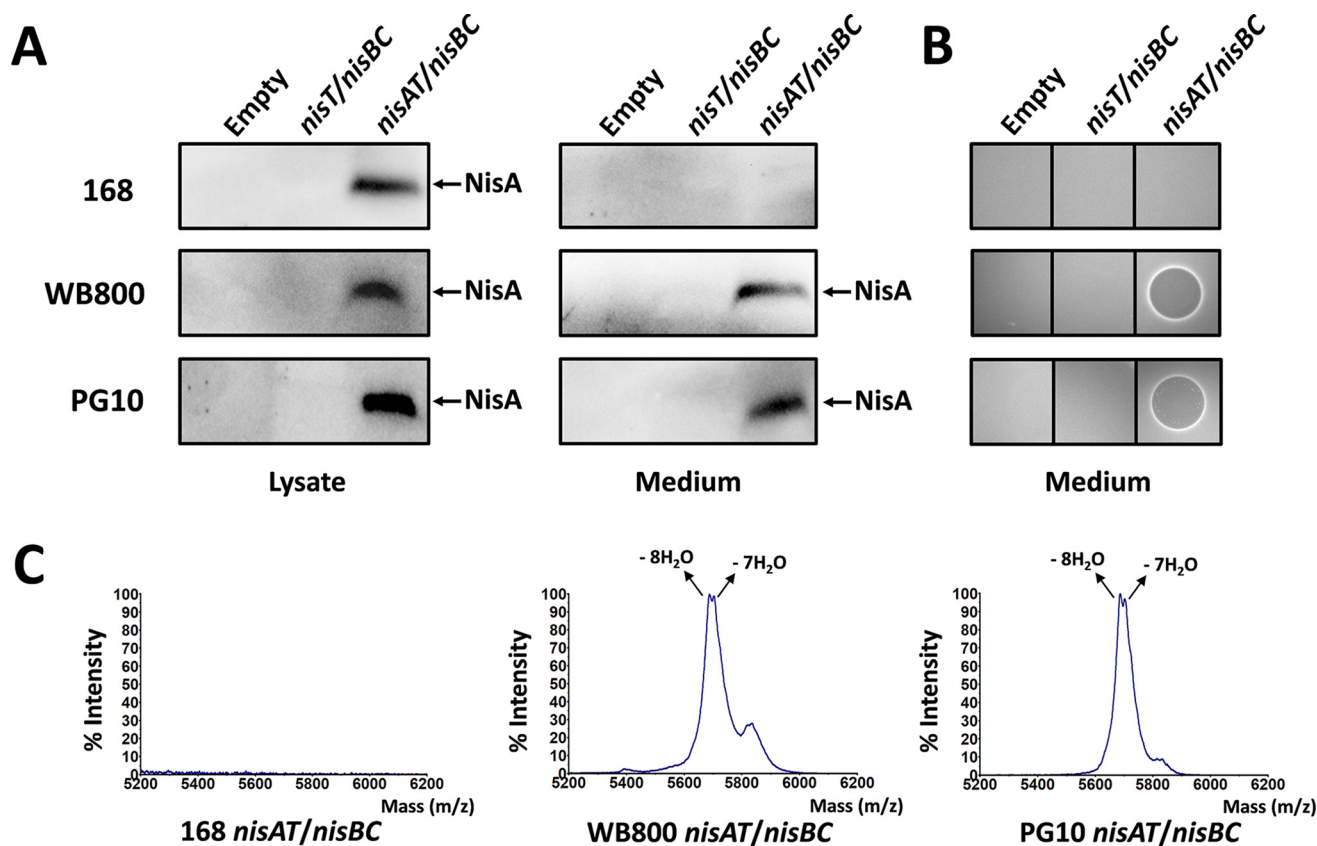 A
B
Empty
nisT/nisBC
nisAT/nisBC
Empty
nisT/nisBC
nisAT/nisBC
Empty
nisT/nisBC
nisAT/nisBC
168
NisA
WB800
NisA
NisA
PG10
NisA
NisA
Lysate
Medium
Medium
C
- 8H₂O
- 7H₂O
- 8H₂O
- 7H₂O
% Intensity
100
90
80
70
60
50
40
30
20
10
0
5200 5400 5600 5800 6000 6200
Mass (m/z)
168 nisAT/nisBC
% Intensity
100
90
80
70
60
50
40
30
20
10
0
5200 5400 5600 5800 6000 6200
Mass (m/z)
WB800 nisAT/nisBC
% Intensity
100
90
80
70
60
50
40
30
20
10
0
5200 5400 5600 5800 6000 6200
Mass (m/z)
PG10 nisAT/nisBC